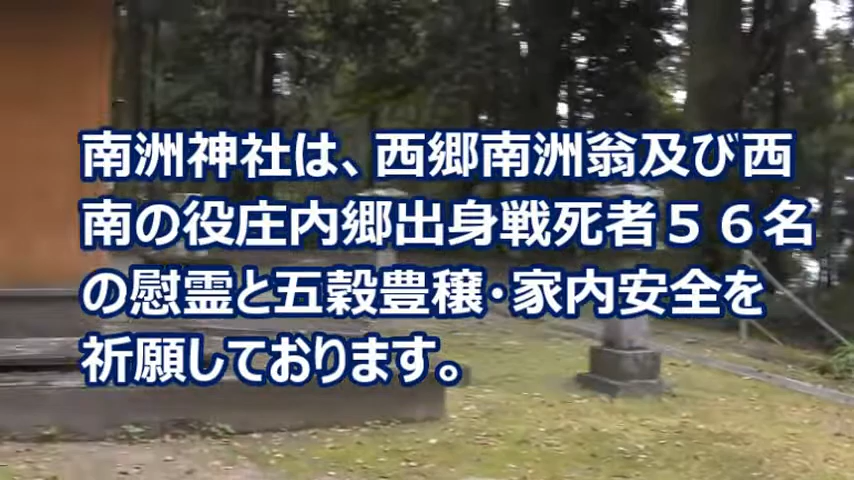 南洲神社は、西郷南洲翁及び西
南の役庄内郷出身戦死者５６名
の慰霊と五穀豊穣・家内安全を
祈願しております。